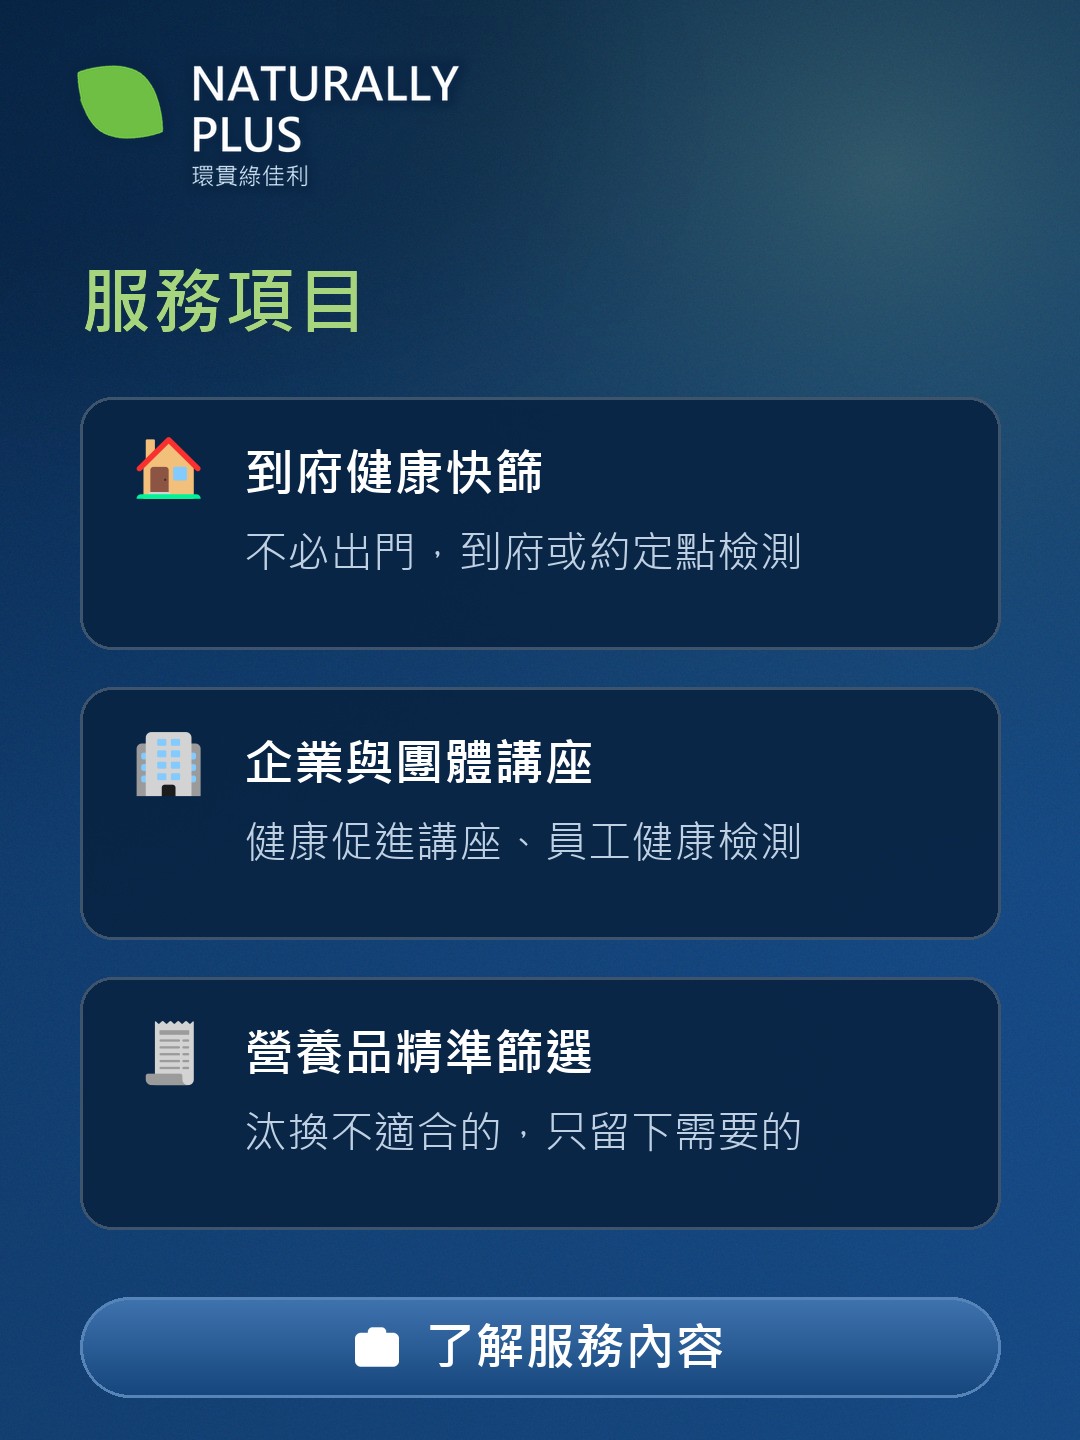 NATURALLY
PLUS
環貫綠佳利
服務項目
到府健康快篩
不必出門，到府或約定點檢測
企業與團體講座
健康促進講座、員工健康檢測
營養品精準篩選
汰換不適合的，只留下需要的
了解服務內容